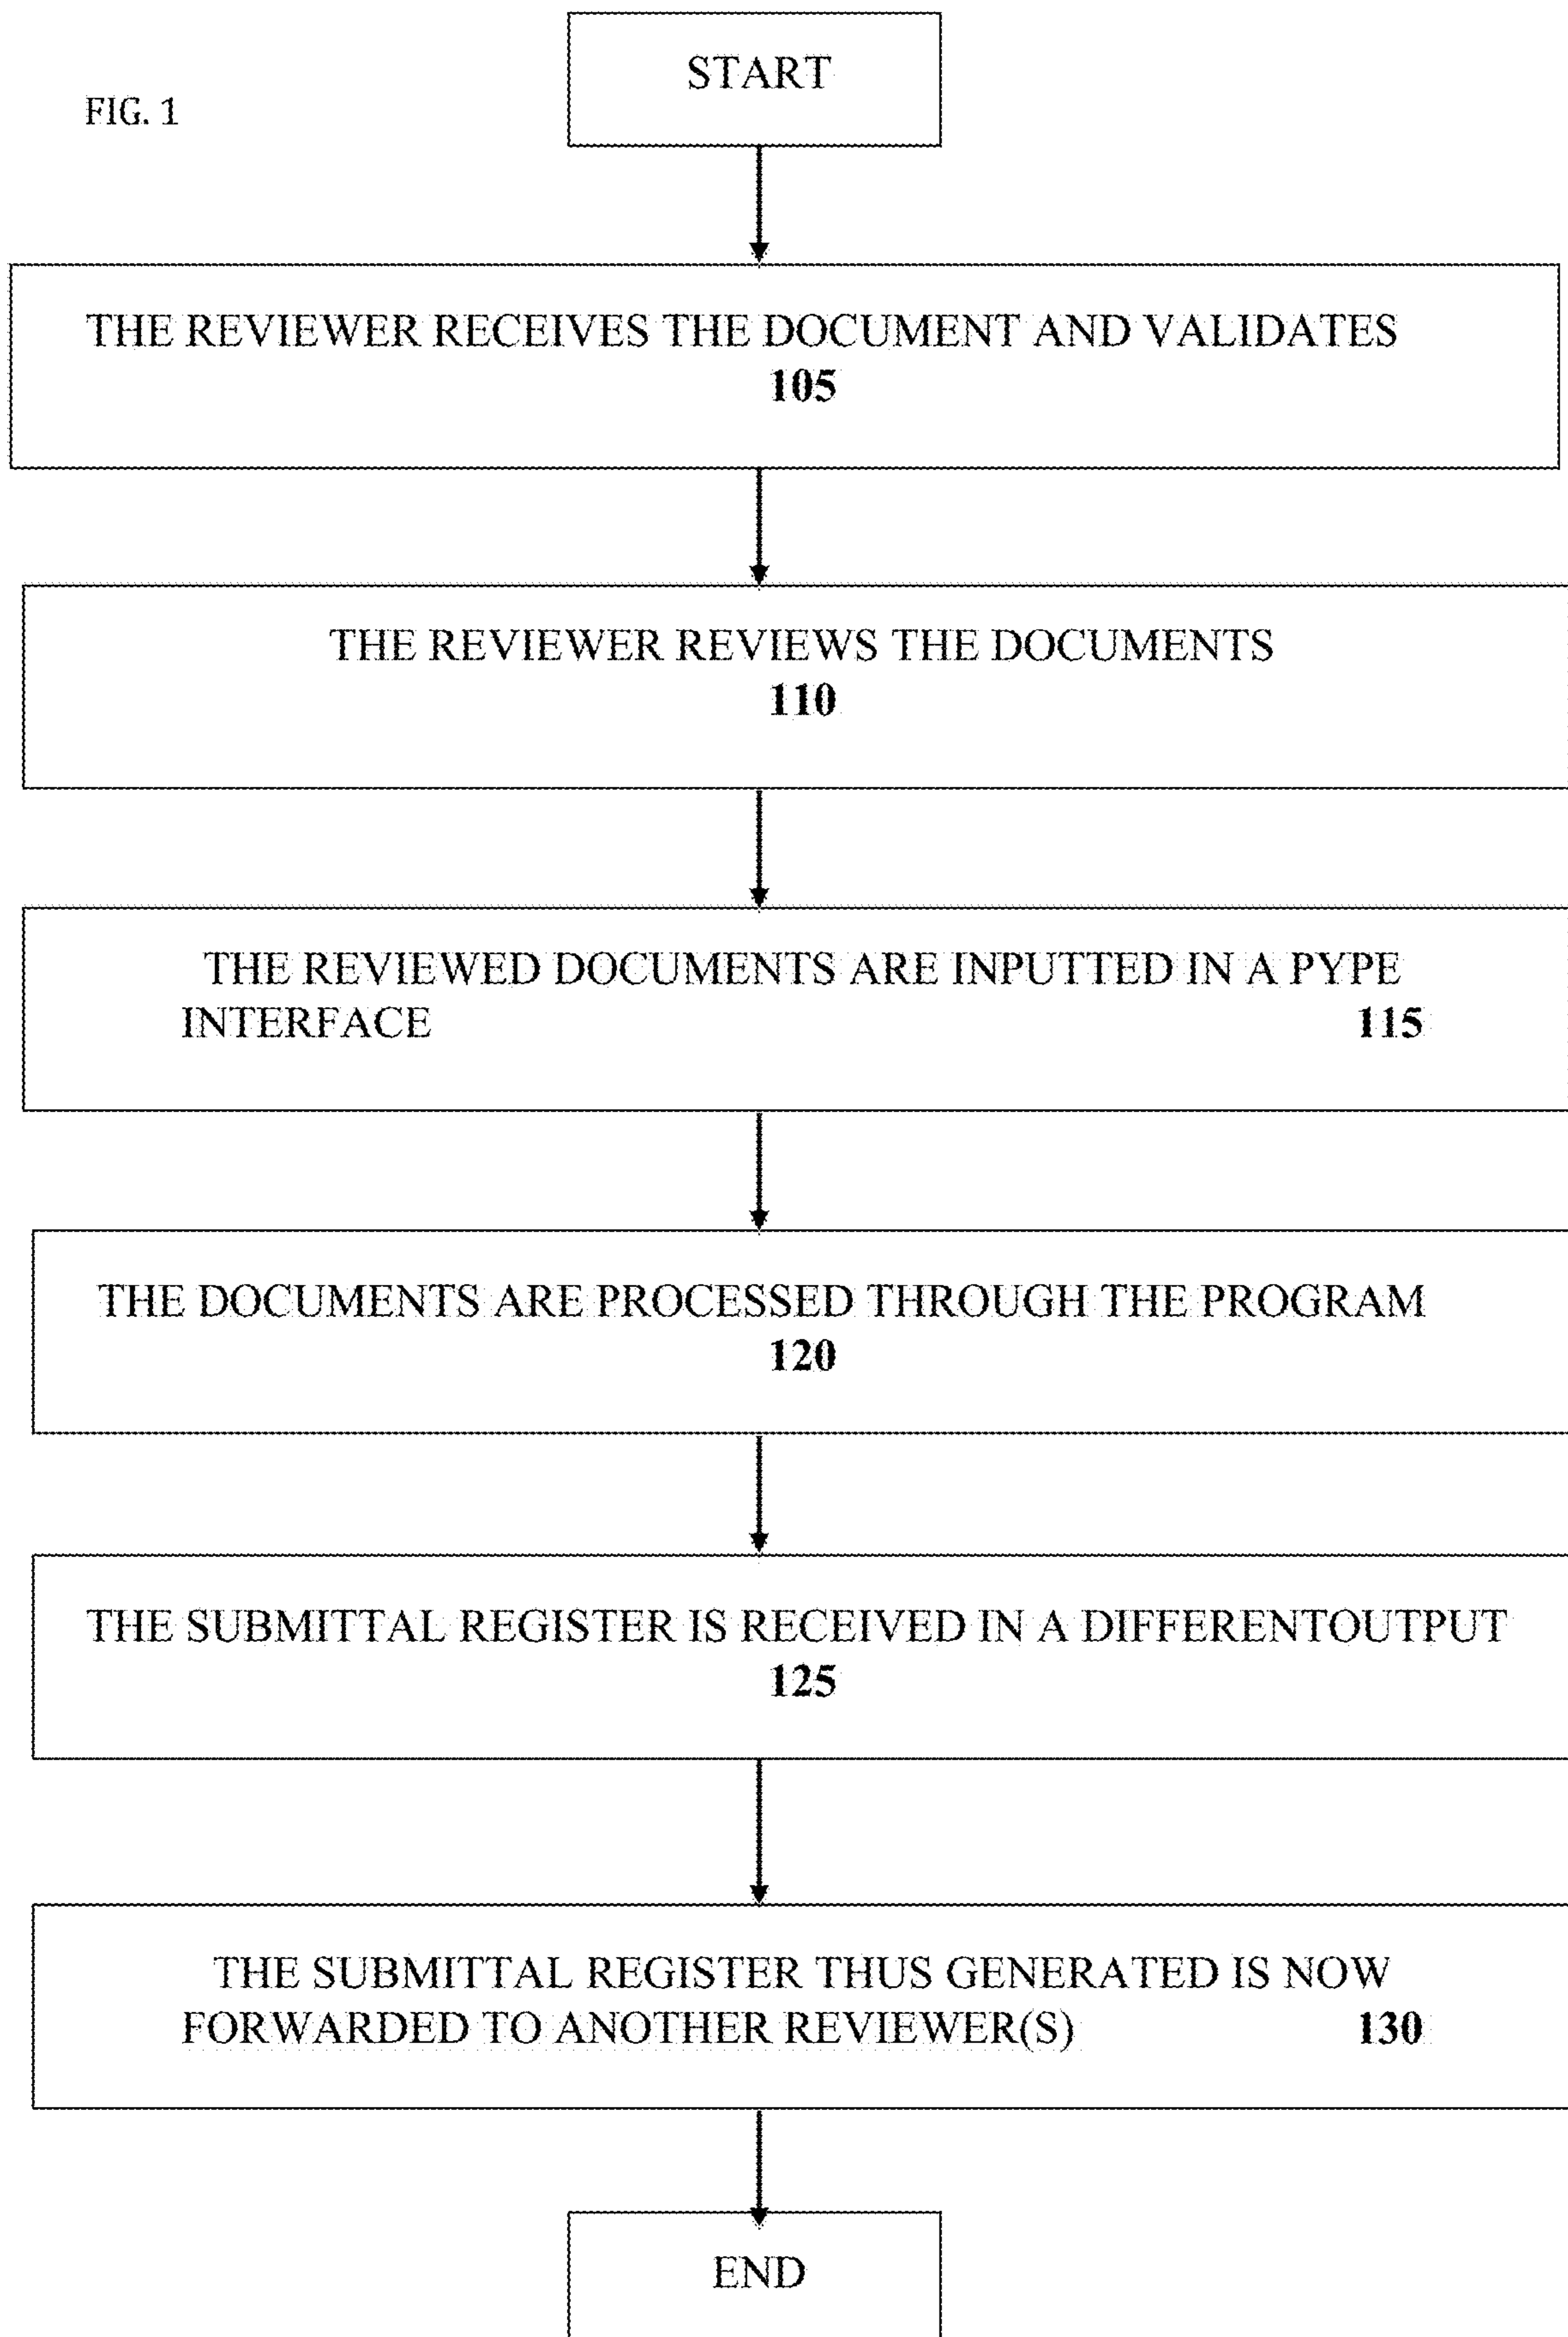 START
FIG. 1
THE REVIEWER RECEIVES THE DOCUMENT AND VALIDATES
105
THE REVIEWER REVIEWS THE DOCUMENTS
110
THE REVIEWED DOCUMENTS ARE INPUTTED IN A PYPE
INTERFACE 115
THE DOCUMENTS ARE PROCESSED THROUGH THE PROGRAM
120
THE SUBMITTAL REGISTER IS RECEIVED IN A DIFFERENTOUTPUT
125
THE SUBMITTAL REGISTER THUS GENERATED IS NOW
FORWARDED TO ANOTHER REVIEWER(S) 130
END